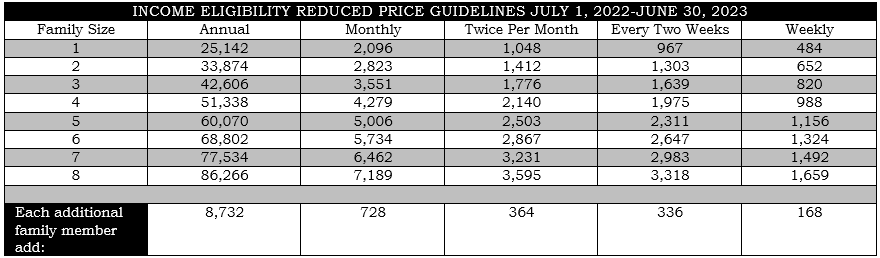 INCOME ELIGIBILITY REDUCED PRICE GUIDELINES JULY 1, 2022-JUNE 30, 2023
Family Size Annual Monthly Twice Per Month Every Two Weeks Weekly
1 25,142 2,096 1,048 967 484
2 33,874 2,823 1,412 1,303 652
3 42,606 3,551 1,776 1,639 820
4 51,338 4,279 2,140 1,975 988
5 60,070 5,006 2,503 2,311 1,156
6 68,802 5,734 2,867 2,647 1,324
7 77,534 6,462 3,231 2,983 1,492
8 86,266 7,189 3,595 3,318 1,659
Each additional 8,732 728 364 336 168
family member
add: